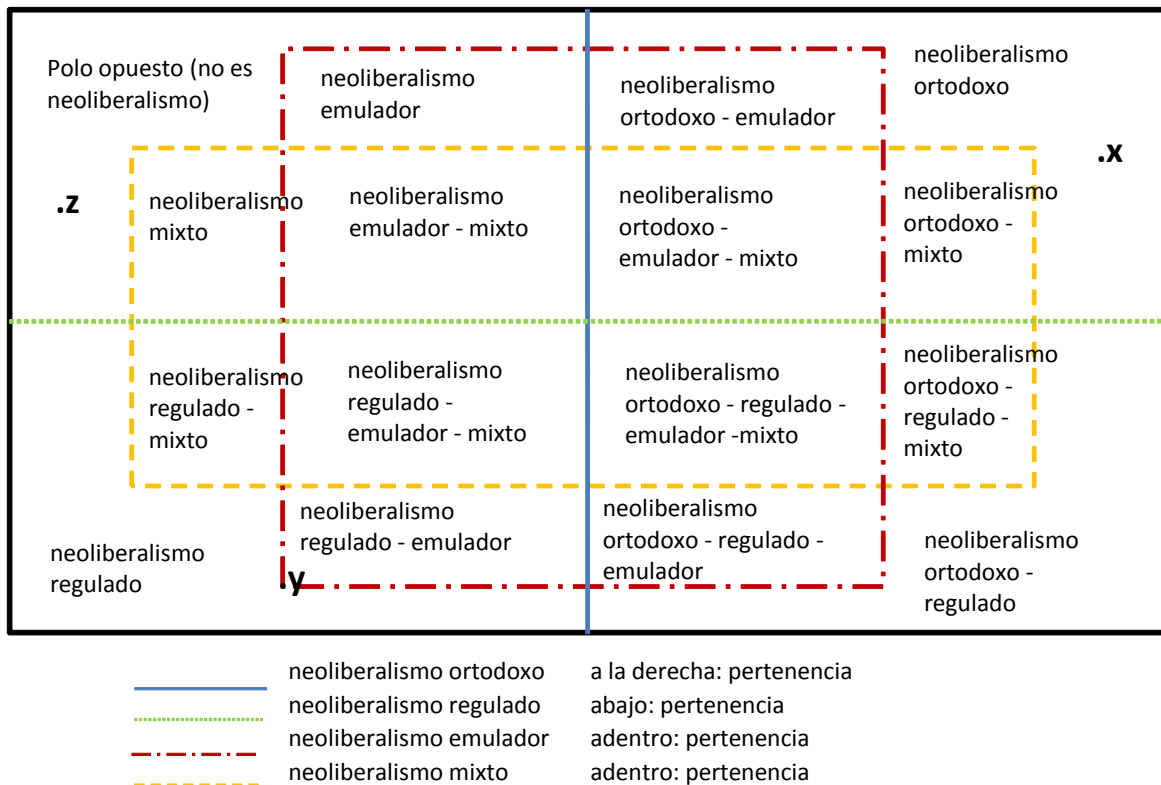 Polo opuesto (no es
neoliberalismo)
neoliberalismo
emulador
neoliberalismo
ortodoxo - emulador
neoliberalismo
ortodoxo
.x
.z
neoliberalismo
mixto
neoliberalismo
emulador - mixto
neoliberalismo
ortodoxo -
emulador - mixto
neoliberalismo
ortodoxo -
mixto
neoliberalismo
regulado -
mixto
neoliberalismo
regulado -
emulador - mixto
neoliberalismo
ortodoxo - regulado -
emulador -mixto
neoliberalismo
ortodoxo -
regulado -
mixto
neoliberalismo
regulado
neoliberalismo
regulado - emulador
neoliberalismo
ortodoxo - regulado -
emulador
neoliberalismo
ortodoxo -
regulado
.y
neoliberalismo ortodoxo a la derecha: pertenencia
neoliberalismo regulado abajo: pertenencia
neoliberalismo emulador adentro: pertenencia
neoliberalismo mixto adentro: pertenencia